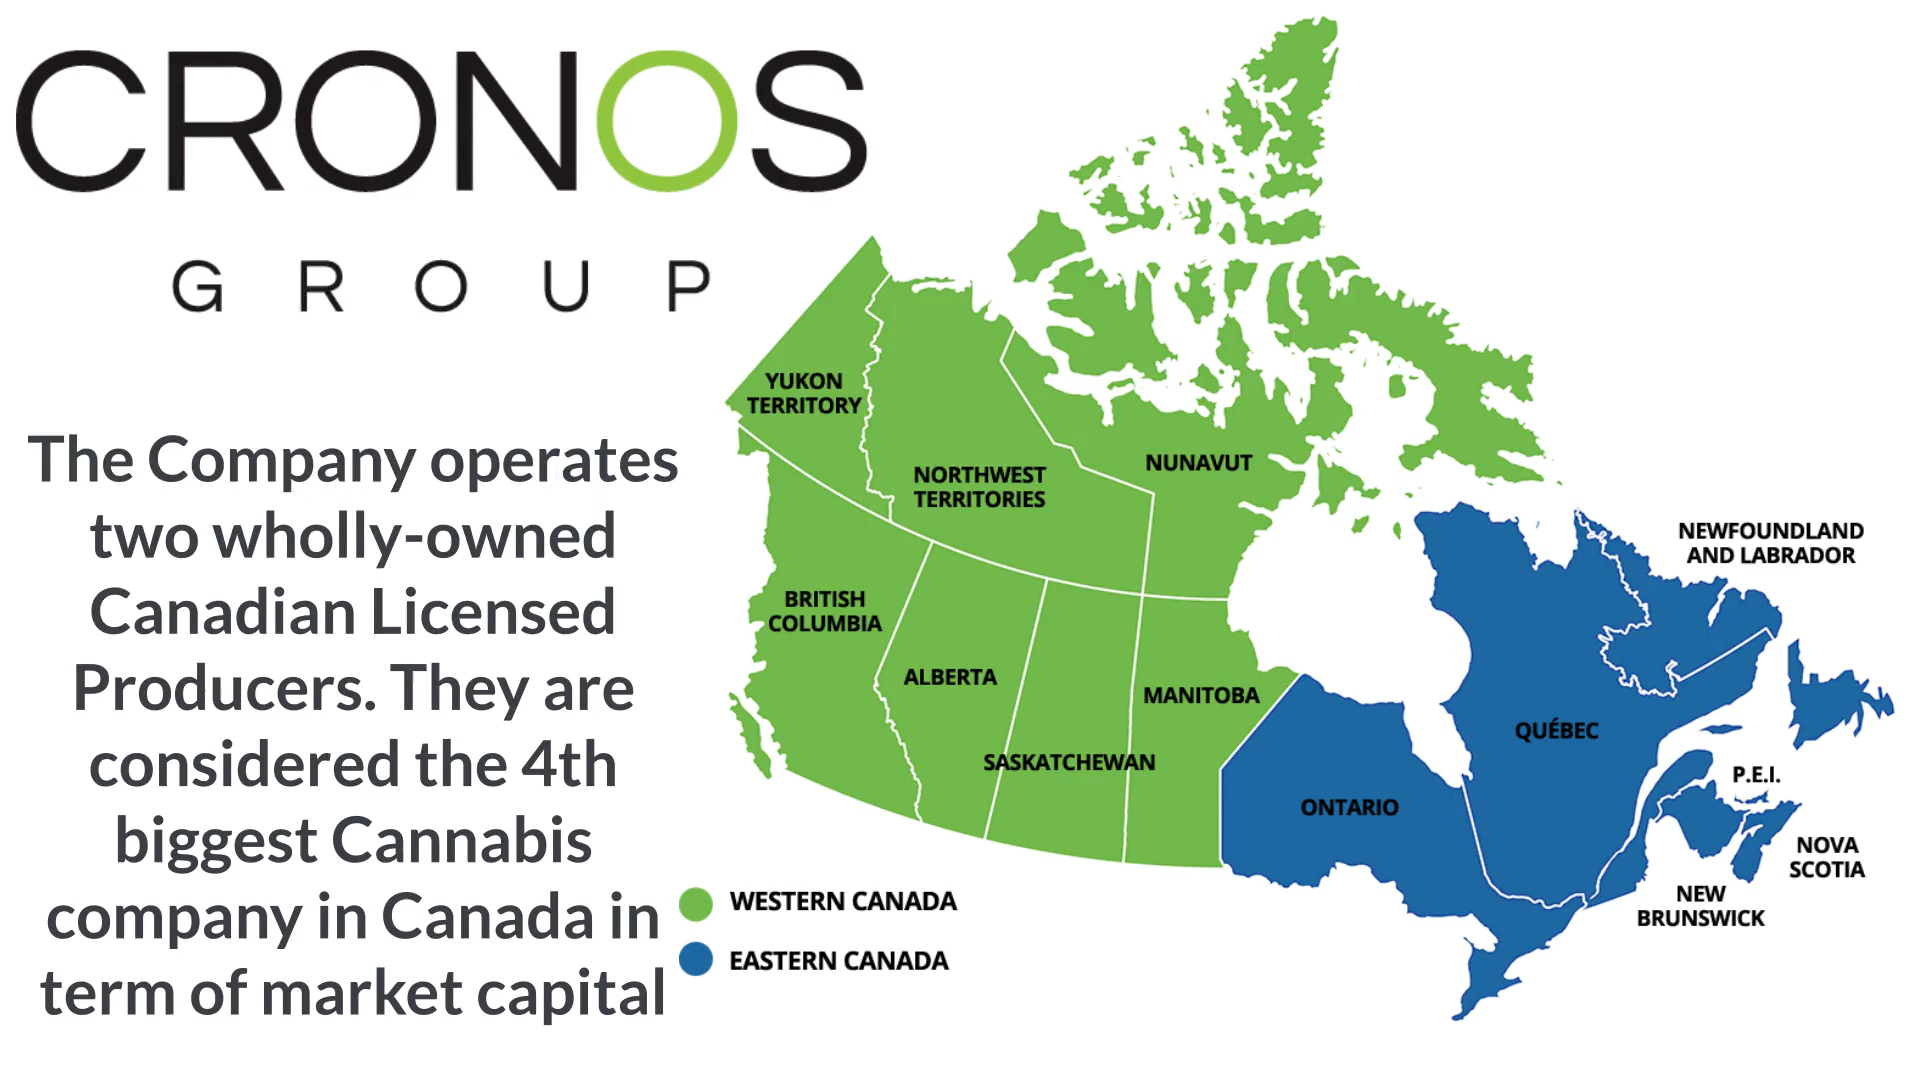 CRONOS
GROUP
The Company operates
two wholly-owned
Canadian Licensed
Producers. They are
considered the 4th
biggest Cannabis
company in Canada in
term of market capital
YUKON
TERRITORY
NORTHWEST
TERRITORIES
NUNAVUT
BRITISH
COLUMBIA
ALBERTA
SASKATCHEWAN
MANITOBA
ONTARIO
QUÉBEC
NEWFOUNDLAND
AND LABRADOR
P.E.I.
NOVA
SCOTIA
NEW
BRUNSWICK
WESTERN CANADA
EASTERN CANADA